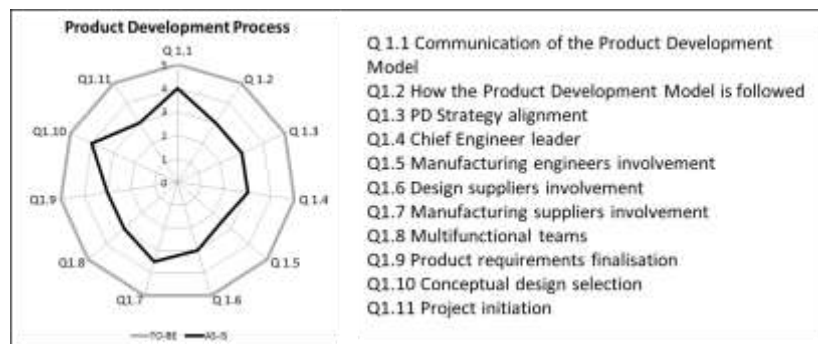 Product Development Process
Q 1.1
Q 1.2
Q 1.3
Q 1.4
Q1.5
Q1.6
Q1.7
Q1.8
Q1.9
Q1.10
Q1.11
5
4
3
2
1
0
TO-BE
AS-IS
Q 1.1 Communication of the Product Development
Model
Q1.2 How the Product Development Model is followed
Q1.3 PD Strategy alignment
Q1.4 Chief Engineer leader
Q1.5 Manufacturing engineers involvement
Q1.6 Design suppliers involvement
Q1.7 Manufacturing suppliers involvement
Q1.8 Multifunctional teams
Q1.9 Product requirements finalisation
Q1.10 Conceptual design selection
Q1.11 Project initiation